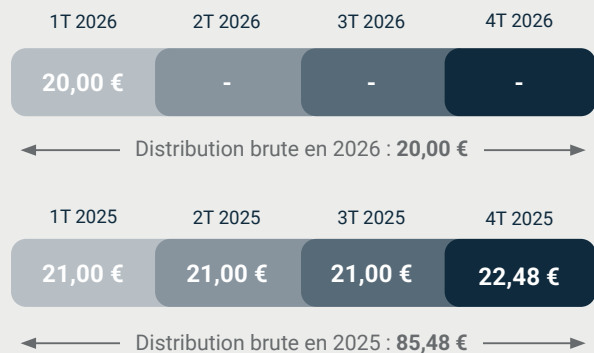 1T 2026 2T 2026 3T 2026 4T 2026
20,00 € - - -
Distribution brute en 2026 : 20,00 €
1T 2025 2T 2025 3T 2025 4T 2025
21,00 € 21,00 € 21,00 € 22,48 €
Distribution brute en 2025 : 85,48 €